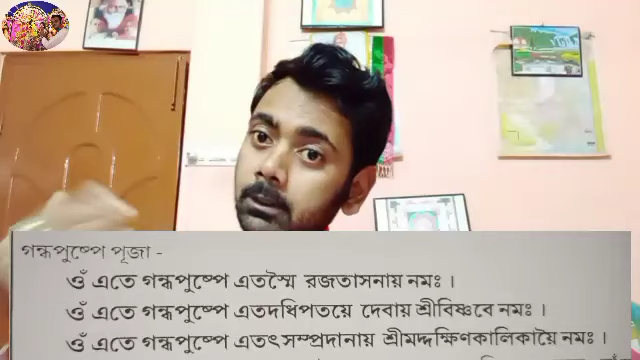 গন্ধপুষ্পে পূজা -
ওঁ এতে গন্ধপুষ্পে এতস্মৈ রজতাসনায় নমঃ ।
ওঁ এতে গন্ধপুষ্পে এতদধিপতয়ে দেবায় শ্রীবিষ্ণবে নমঃ ।
ওঁ এতে গন্ধপুষ্পে এতৎসম্প্রদানায় শ্রীমদ্দক্ষিণকালিকায়ৈ নমঃ ।